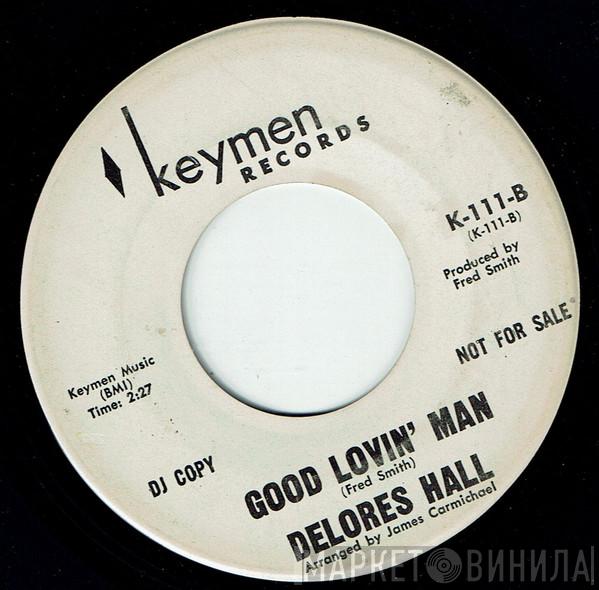 keymen
RECORDS
K-111-B
(K-111-B)
Produced by
Fred Smith
NOT FOR SALE
Keymen Music
(BMI)
Time: 2:27
DJ COPY
GOOD LOVIN' MAN
(Fred Smith)
DELORES HALL
Arranged by James Carmichael
МАРКЕТ ВИНИЛА